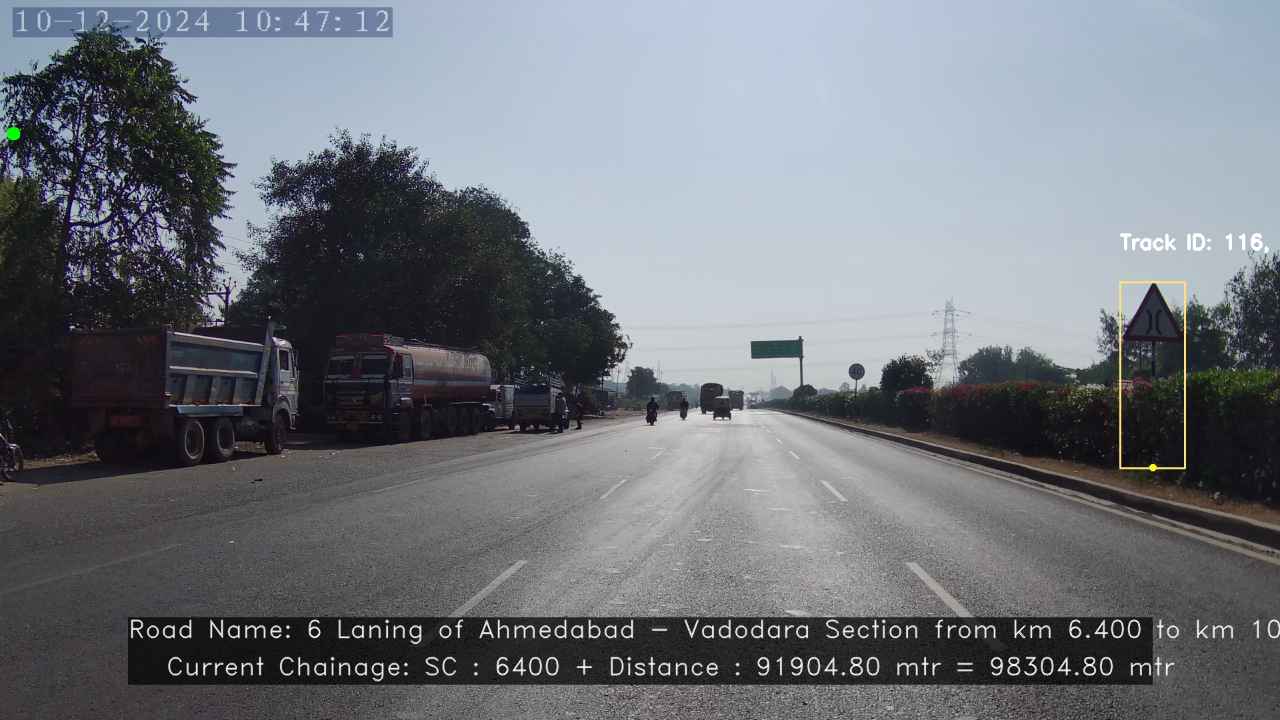 10-12-2024 10:47:12
Track ID: 116,
Road Name: 6 Laning of Ahmedabad - Vadodara Section from km 6.400 to km 10
Current Chainage: SC : 6400 + Distance : 91904.80 mtr = 98304.80 mtr